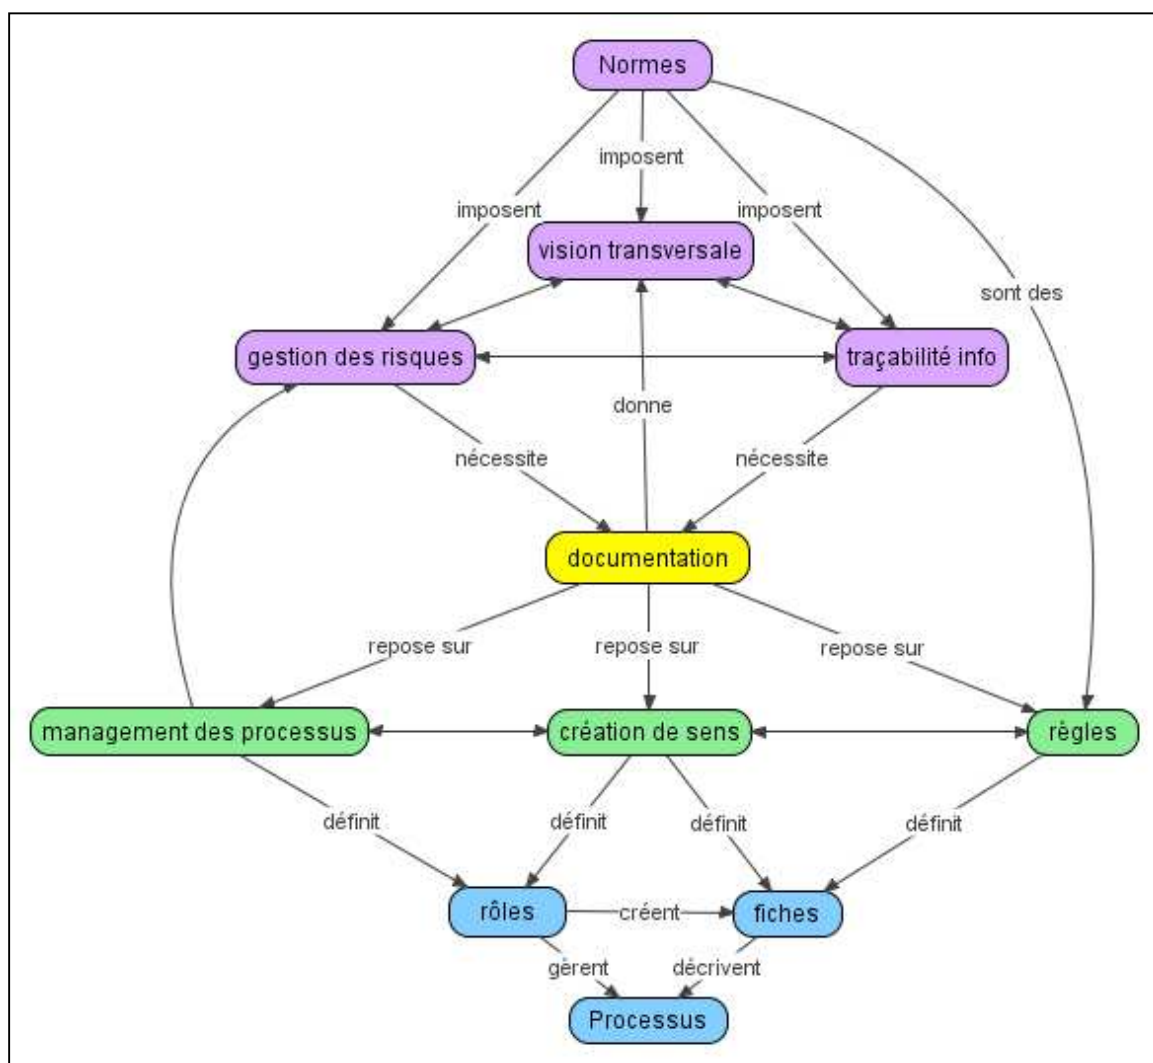 Normes
imposent
imposent
imposent
vision transversale
sont des
gestion des risques
traçabilité info
donne
nécessite
nécessite
documentation
repose sur
repose sur
repose sur
management des processus
création de sens
règles
définit
définit
définit
définit
rôles
créent
fiches
gèrent
décrivent
Processus